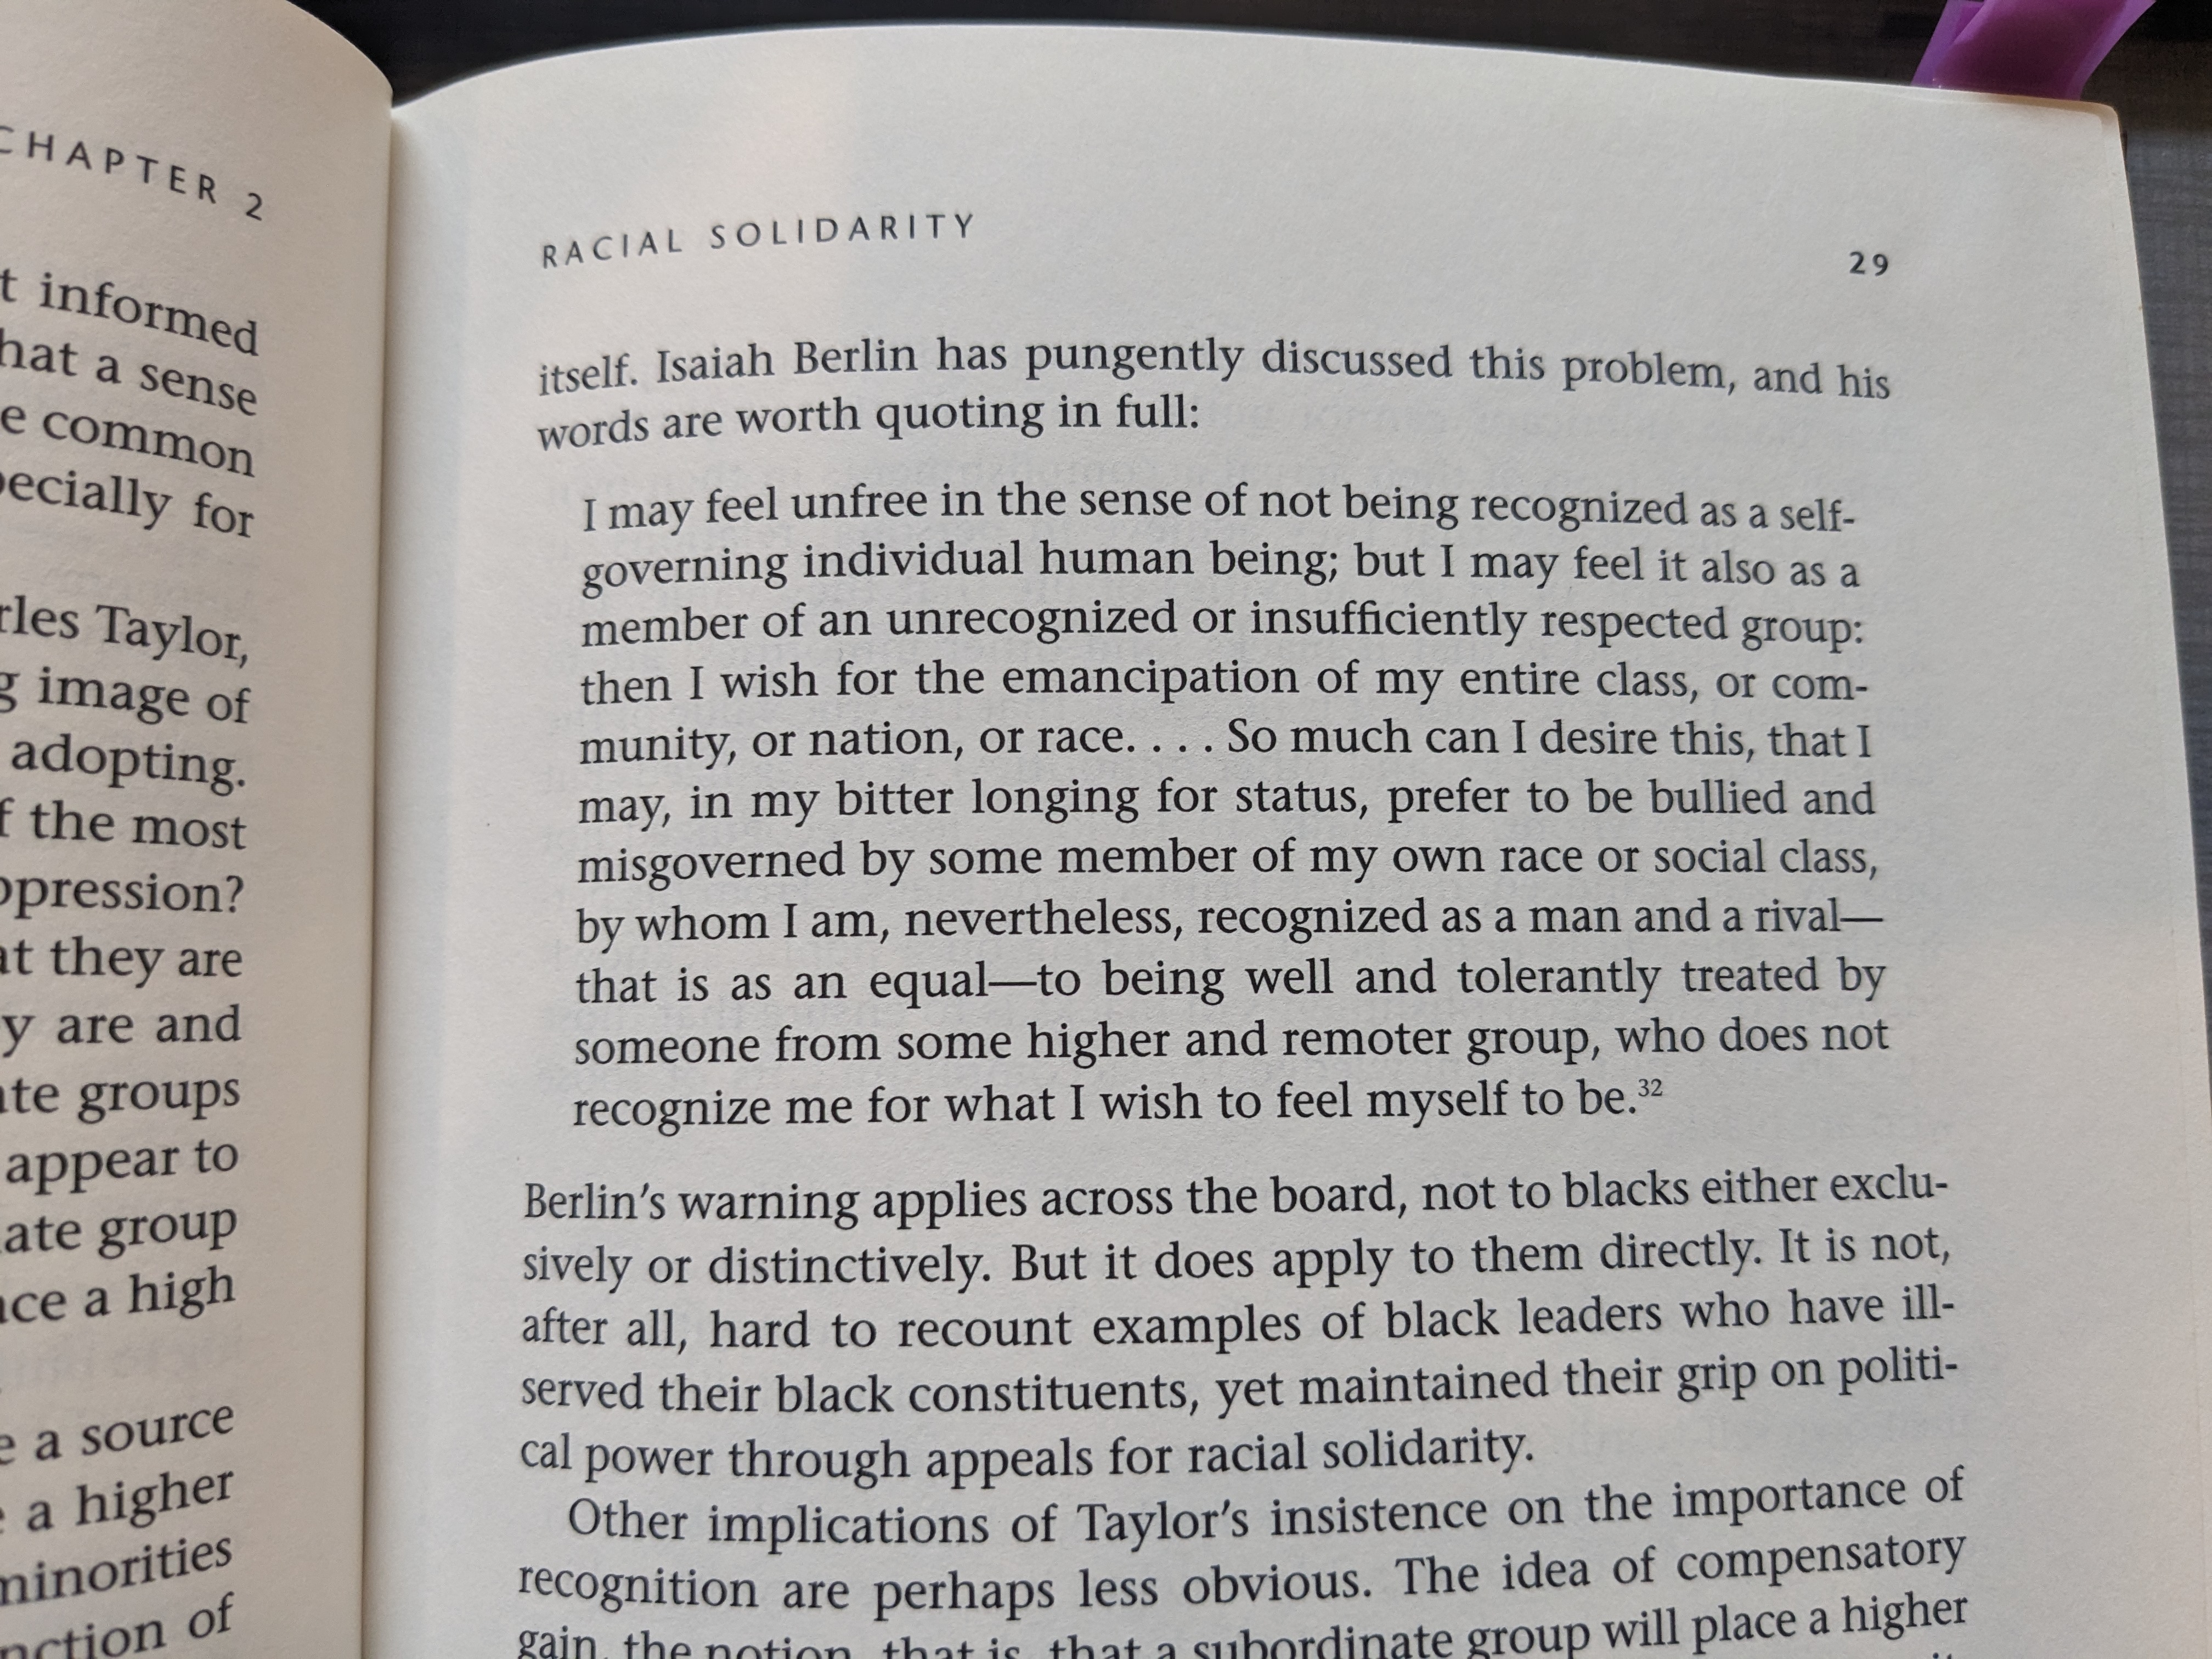 CHAPTER 2
t informed
hat a sense
e common
pecially for
rles Taylor,
g image of
adopting.
f the most
ppression?
at they are
y are and
ate groups
appear to
ate group
ace a high
e a source
e a higher
minorities
nction of
RACIAL SOLIDARITY
29
itself. Isaiah Berlin has pungently discussed this problem, and his
words are worth quoting in full:
I may feel unfree in the sense of not being recognized as a self-
governing individual human being; but I may feel it also as a
member of an unrecognized or insufficiently respected group:
then I wish for the emancipation of my entire class, or com-
munity, or nation, or race. . . . So much can I desire this, that I
may, in my bitter longing for status, prefer to be bullied and
misgoverned by some member of my own race or social class,
by whom I am, nevertheless, recognized as a man and a rival—
that is as an equal—to being well and tolerantly treated by
someone from some higher and remoter group, who does not
recognize me for what I wish to feel myself to be.32
Berlin's warning applies across the board, not to blacks either exclu-
sively or distinctively. But it does apply to them directly. It is not,
after all, hard to recount examples of black leaders who have ill-
served their black constituents, yet maintained their grip on politi-
cal power through appeals for racial solidarity.
Other implications of Taylor's insistence on the importance of
recognition are perhaps less obvious. The idea of compensatory
gain, the notion, that is, that a subordinate group will place a higher